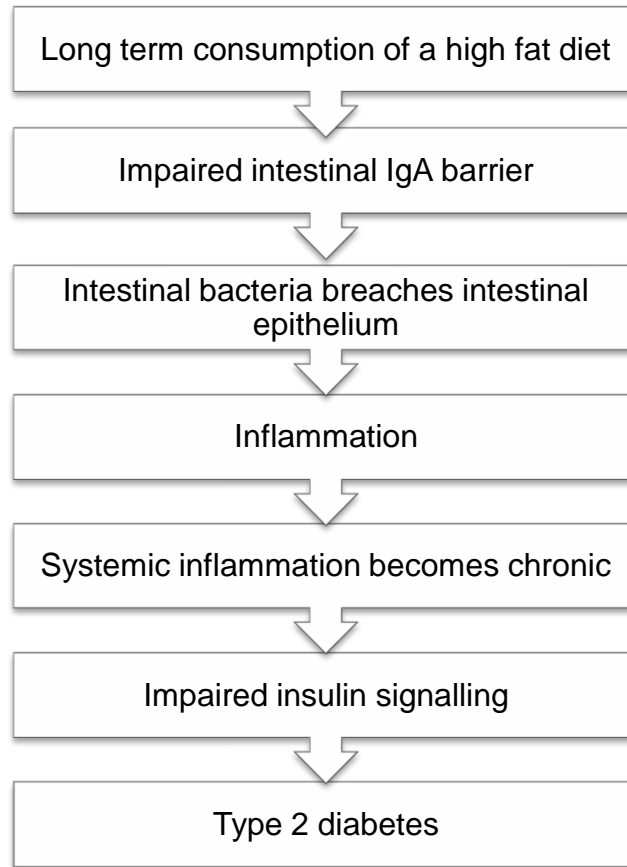 Long term consumption of a high fat diet
Impaired intestinal IgA barrier
Intestinal bacteria breaches intestinal
epithelium
Inflammation
Systemic inflammation becomes chronic
Impaired insulin signalling
Type 2 diabetes